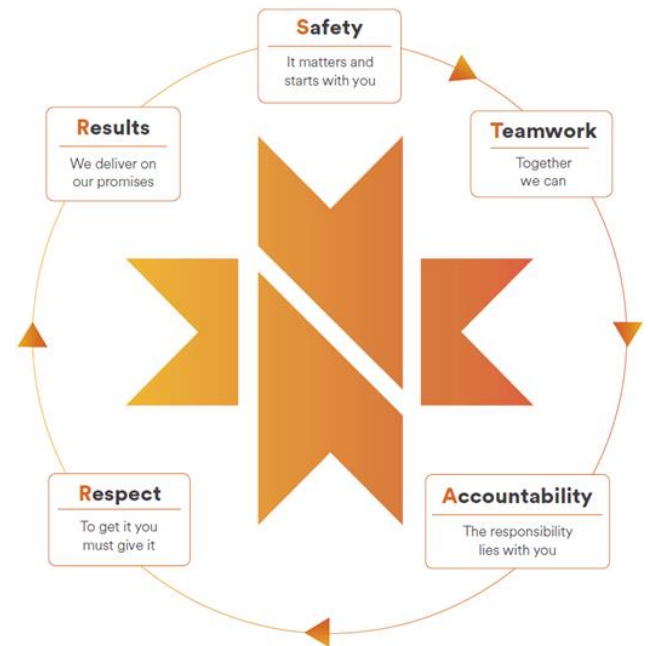 Safety
It matters and
starts with you
Teamwork
Together
we can
Accountability
The responsibility
lies with you
Respect
To get it you
must give it
Results
We deliver on
our promises